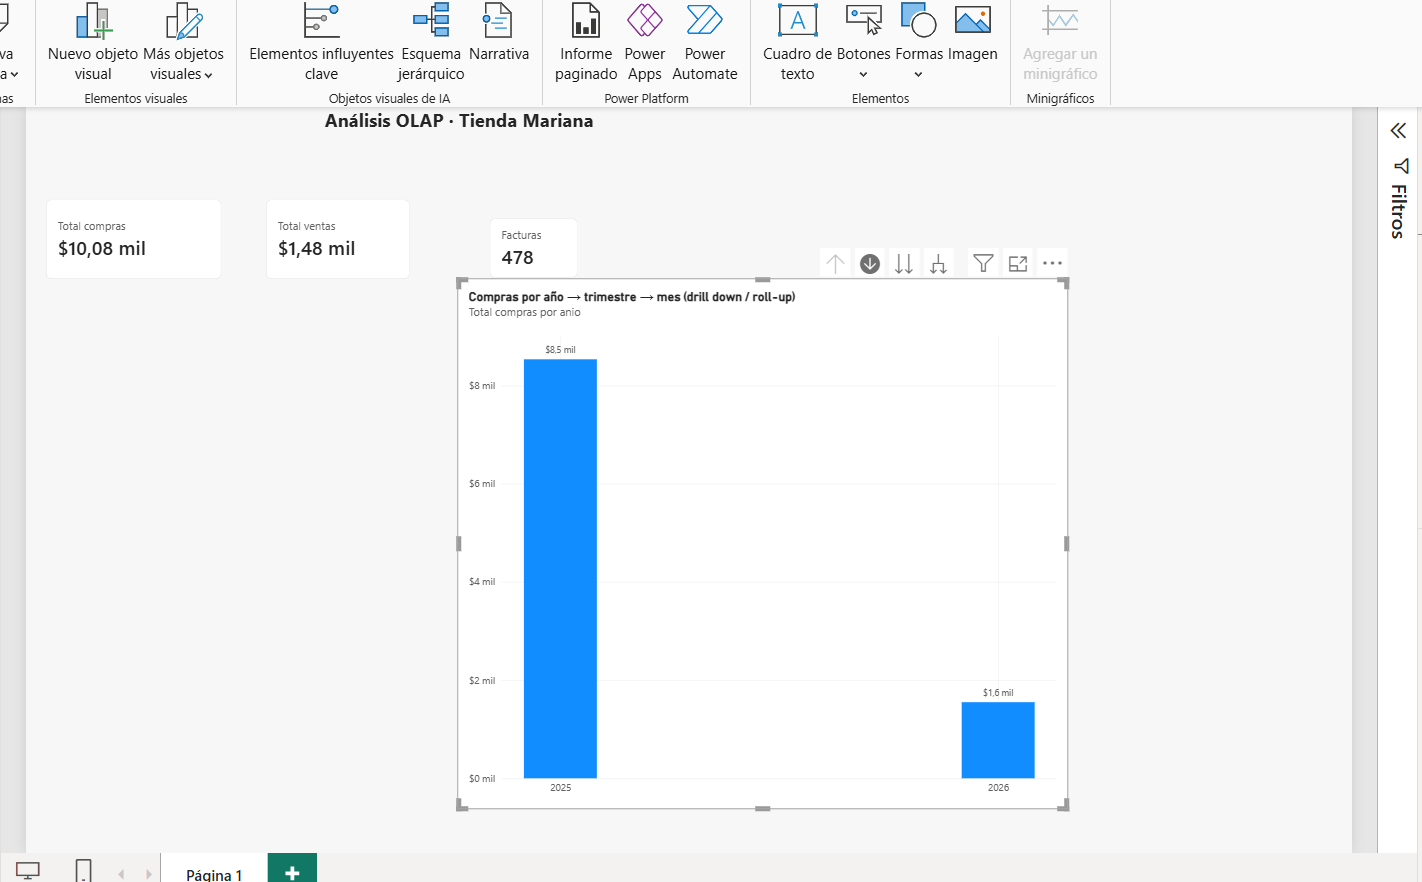 va
a
nas
Nuevo objeto visual
Más objetos visuales
Elementos visuales
Elementos influyentes clave
Esquema jerárquico
Narrativa
Objetos visuales de IA
Informe paginado
Power Apps
Power Automate
Power Platform
A
Cuadro de texto
Botones
Formas
Imagen
Elementos
Agregar un minigráfico
Minigráficos
Análisis OLAP · Tienda Mariana
Filtros
Total compras
$10,08 mil
Total ventas
$1,48 mil
Facturas
478
Compras por año → trimestre → mes (drill down / roll-up)
Total compras por anio
$8,5 mil
$8 mil
$6 mil
$4 mil
$2 mil
$1,6 mil
$0 mil
2025
2026
Página 1